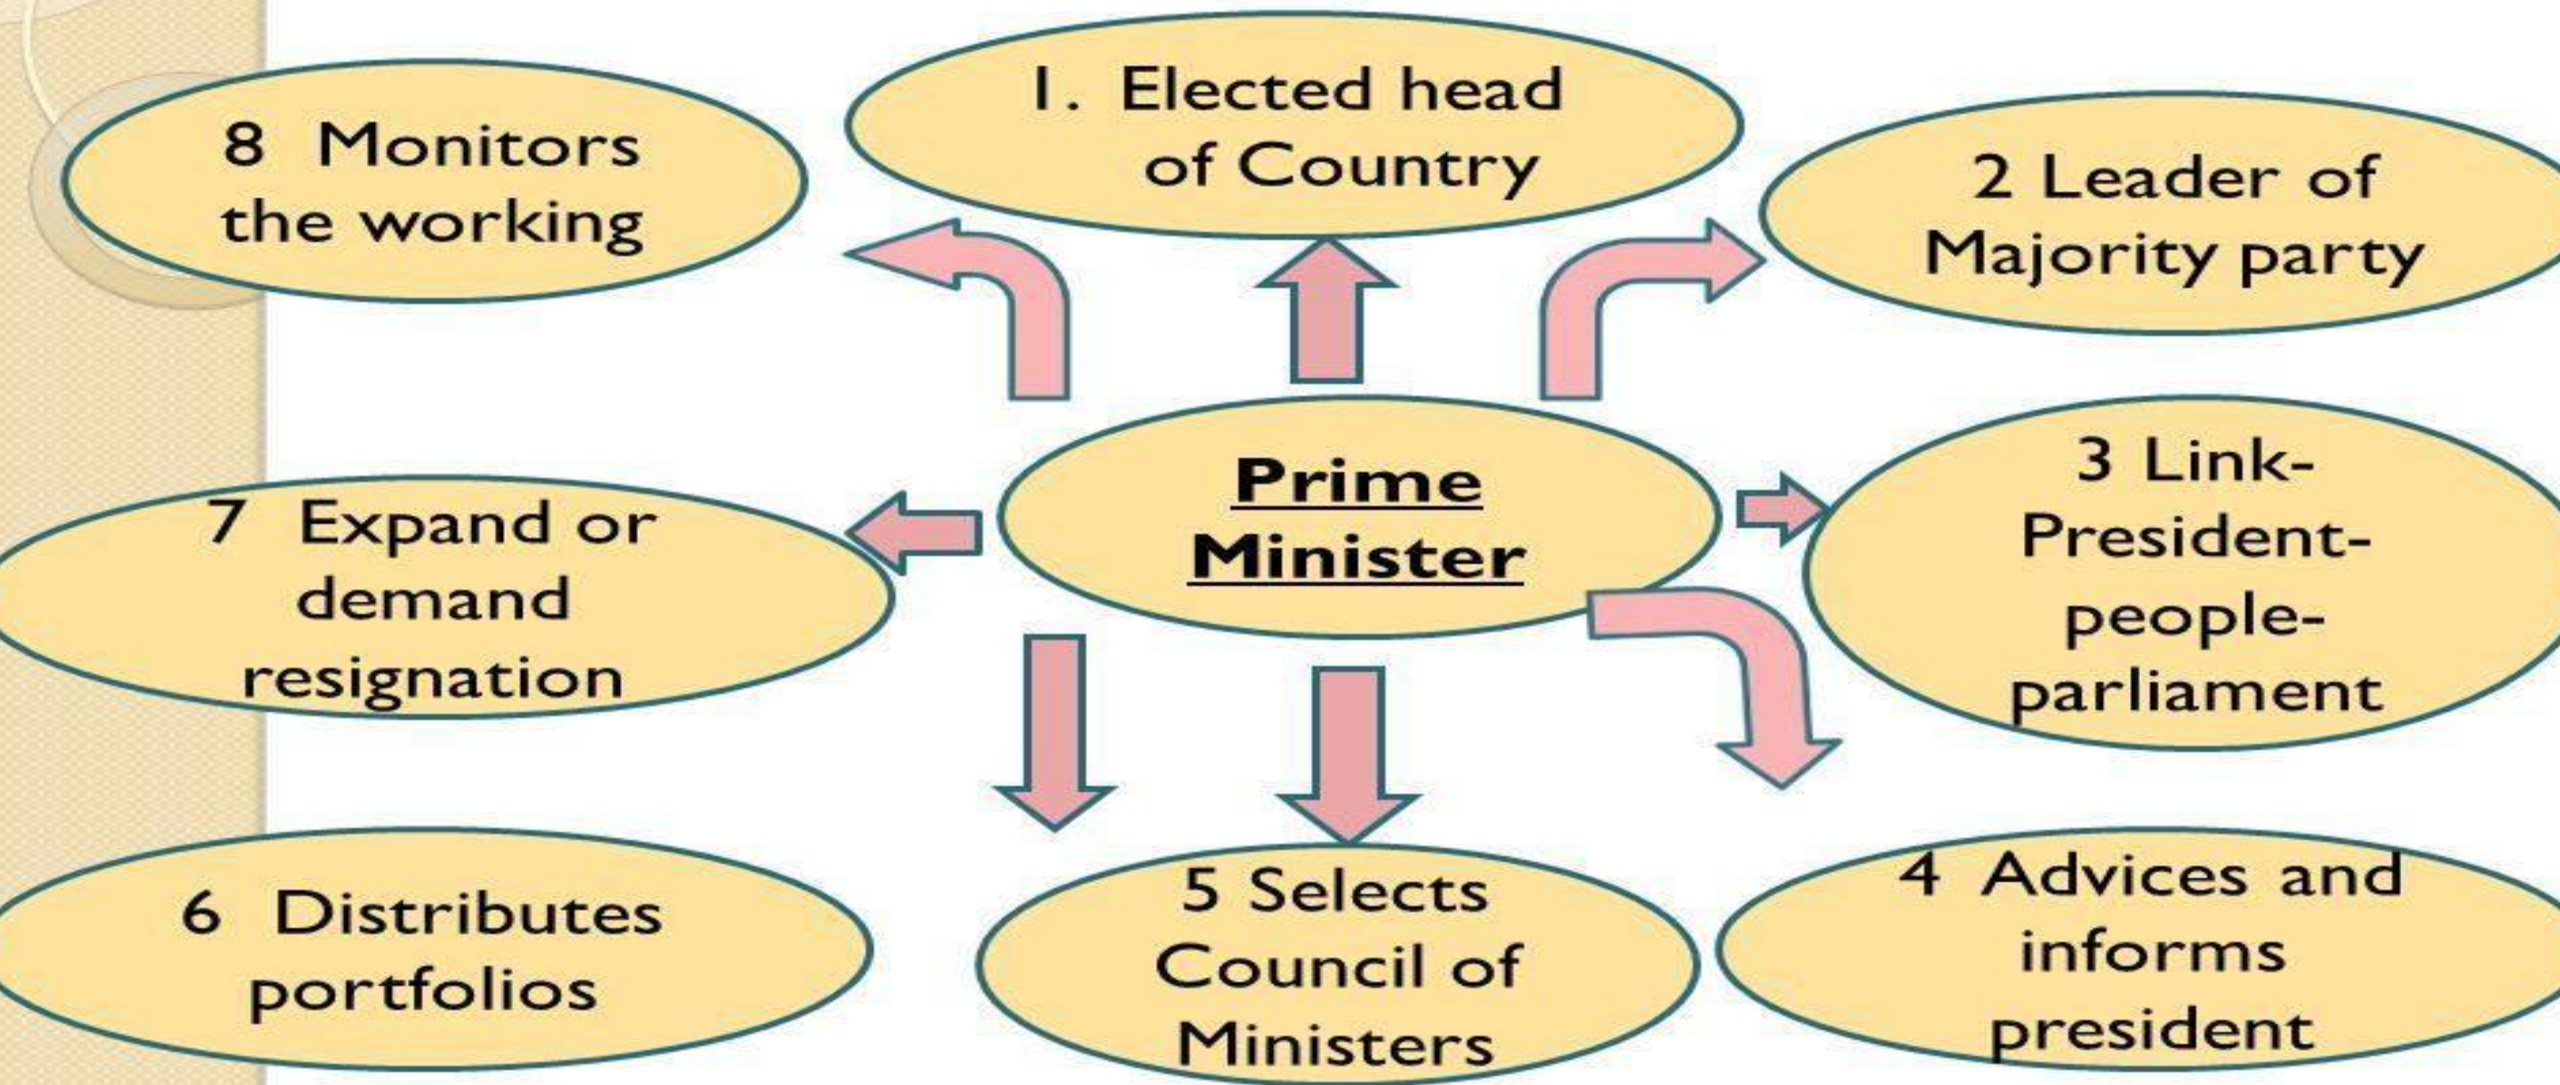 1. Elected head
of Country
2 Leader of
Majority party
3 Link-
President-
people-
parliament
4 Advices and
informs
president
5 Selects
Council of
Ministers
6 Distributes
portfolios
7 Expand or
demand
resignation
8 Monitors
the working
Prime
Minister